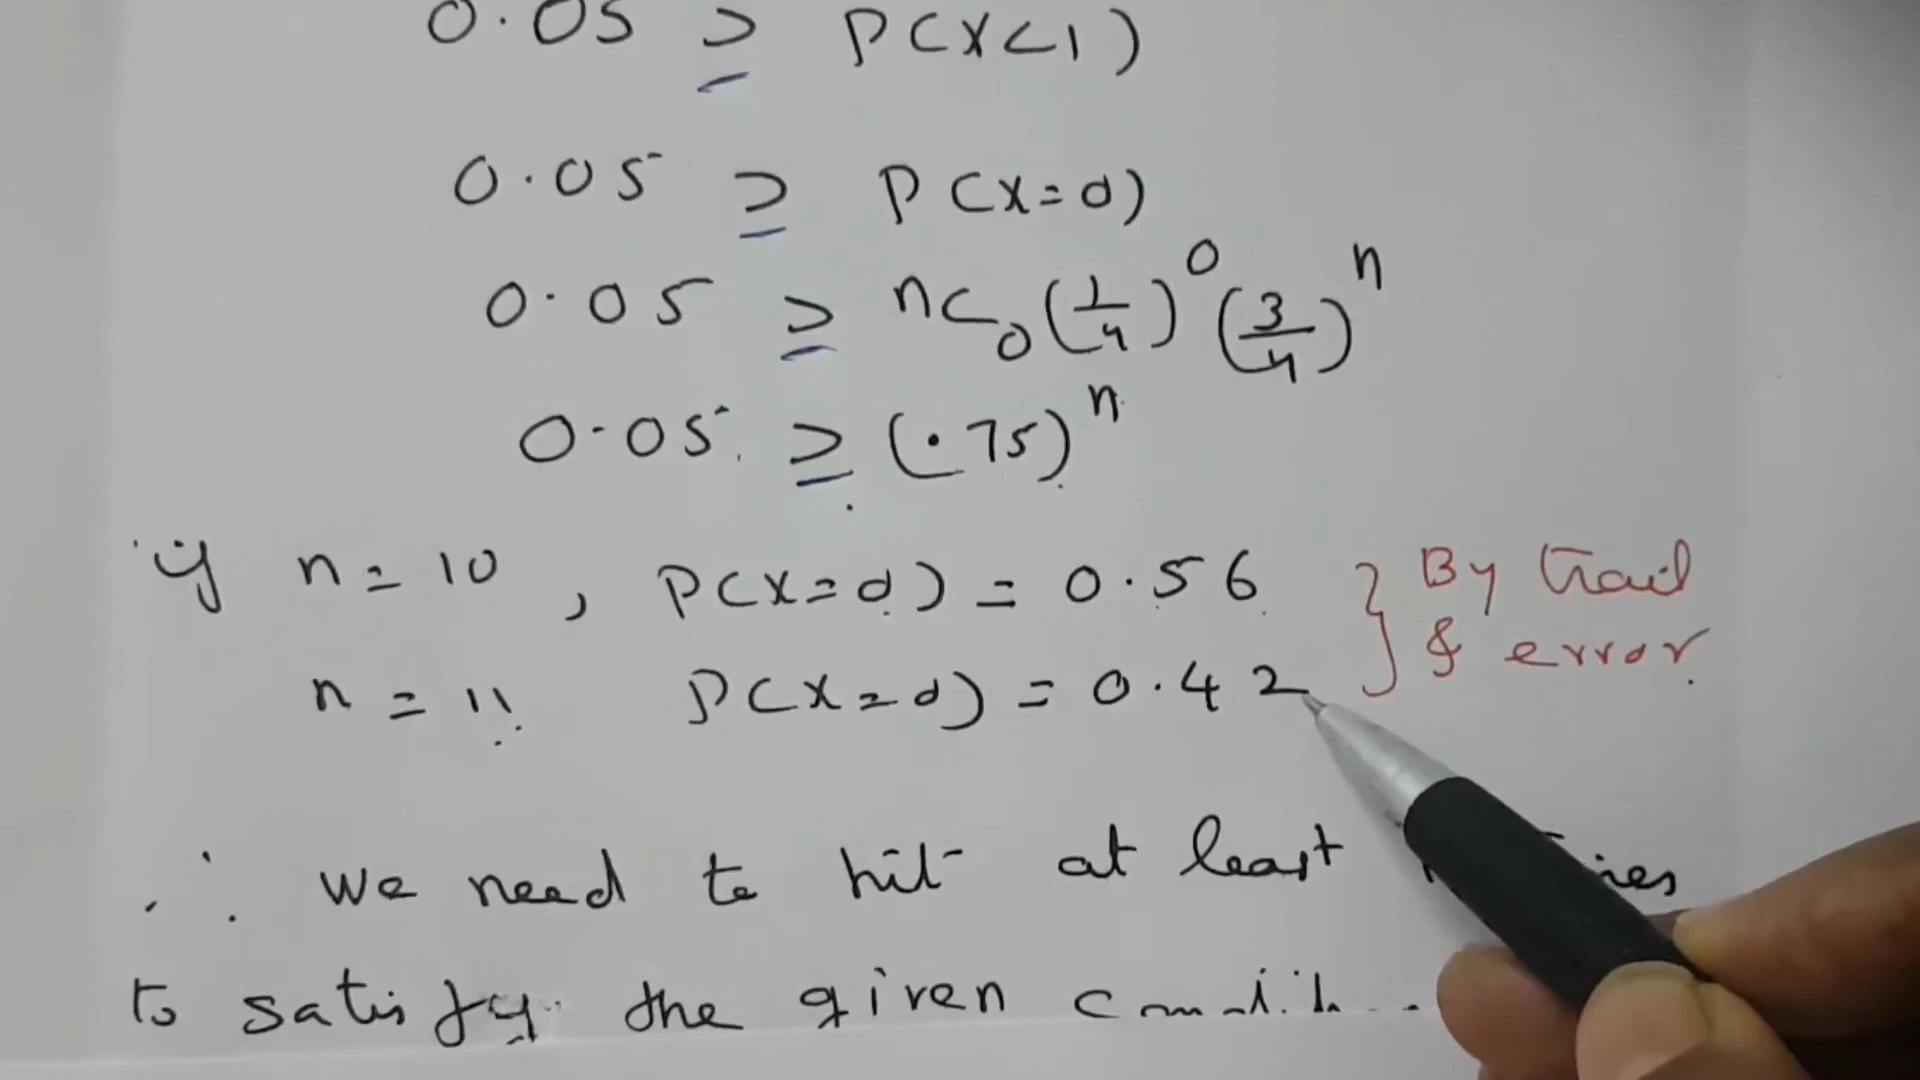 0.05 ≥ P(X<1)
0.05 ≥ P(X=0)
0.05 ≥ nC₀(1/4)⁰(3/4)ⁿ
0.05 ≥ (.75)ⁿ
if n=10, P(X=0) = 0.56
n = 11 P(X=0) = 0.42
By trail
& error
∴ we need to hit at least
to satisfy the given